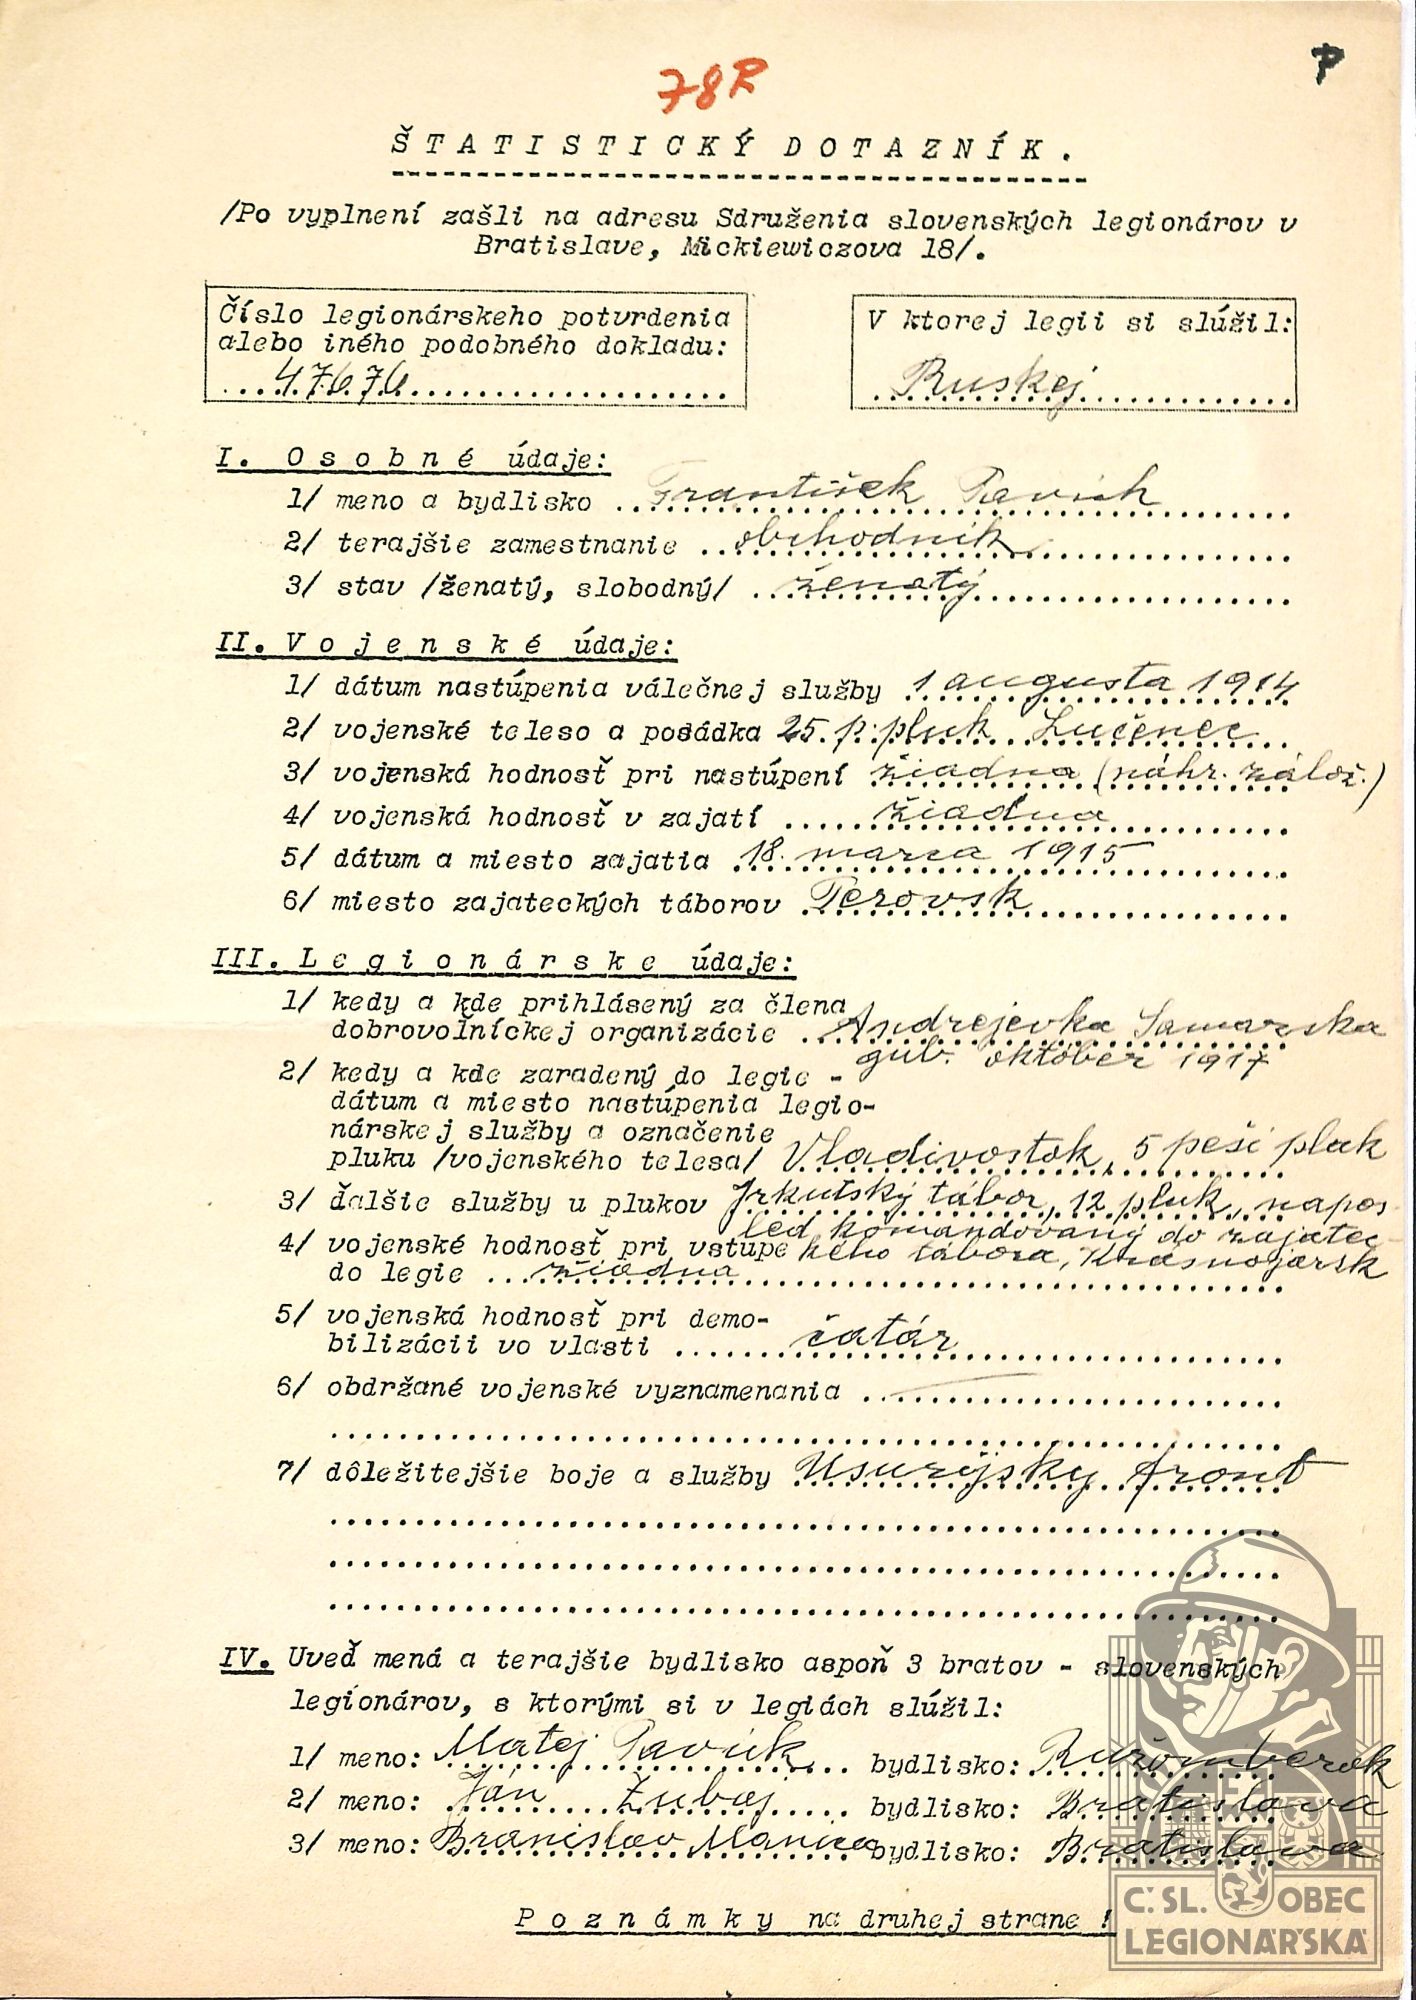 78R
P
ŠTATISTICKÝ DOTAZNÍK.
/Po vyplnení zašli na adresu Sdruženia slovenských legionárov v
Bratislave, Mickiewiczova 18/.
Číslo legionárskeho potvrdenia
alebo iného podobného dokladu:
47676
V ktorej legii si slúžil:
Ruskej
I. Osobné údaje:
1/ meno a bydlisko František
2/ terajšie zamestnanie obchodník
3/ stav /ženatý, slobodný/ ženatý
II. Vojenské údaje:
1/ dátum nastúpenia válečnej služby 1 augusta 1914
2/ vojenské teleso a posádka 25. p. pluk Lučenec
3/ vojenská hodnosť pri nastúpení žiadna (náhr. zálož.)
4/ vojenská hodnosť v zajatí žiadna
5/ dátum a miesto zajatia 18. marca 1915
6/ miesto zajateckých táborov Perovsk
III. Legionárske údaje:
1/ kedy a kde prihlásený za člena
dobrovoľníckej organizácie Andrejevka Samarska
gub. október 1917
2/ kedy a kde zaradený do legie -
dátum a miesto nastúpenia legio-
nárskej služby a označenie
pluku /vojenského telesa/ Vladivostok, 5 peší pluk
3/ ďalšie služby u plukov Jrkutský tábor, 12 pluk, napos
led komandovaný do zajatec
4/ vojenské hodnosť pri vstupe kého tábora, Krasnojarsk
do legie žiadna
5/ vojenská hodnosť pri demo-
bilizácii vo vlasti čatár
6/ obdržané vojenské vyznamenania
7/ dôležitejšie boje a služby Usurijsky front
IV. Uveď mená a terajšie bydlisko aspoň 3 bratov - slovenských
legionárov, s ktorými si v legiách slúžil:
1/ meno: Matej bydlisko: Ružomberok
2/ meno: Ján Zubaj bydlisko: Bratislava
3/ meno: Branislav Manica bydlisko: Bratislava
Poznámky na druhej strane!
Č.SL. OBEC
LEGIONÁŘSKÁ